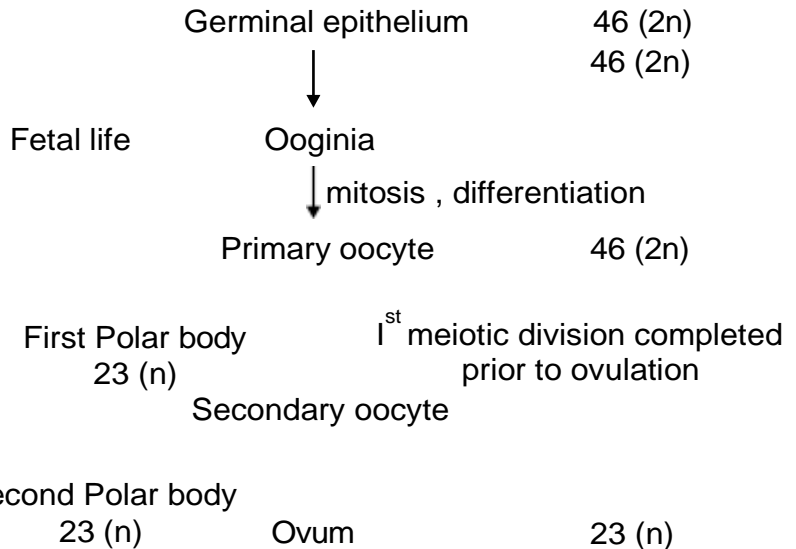 Germinal epithelium 46 (2n)
46 (2n)
Fetal life Ooginia
mitosis , differentiation
Primary oocyte 46 (2n)
First Polar body Ist meiotic division completed
23 (n) prior to ovulation
Secondary oocyte
econd Polar body
23 (n) Ovum 23 (n)